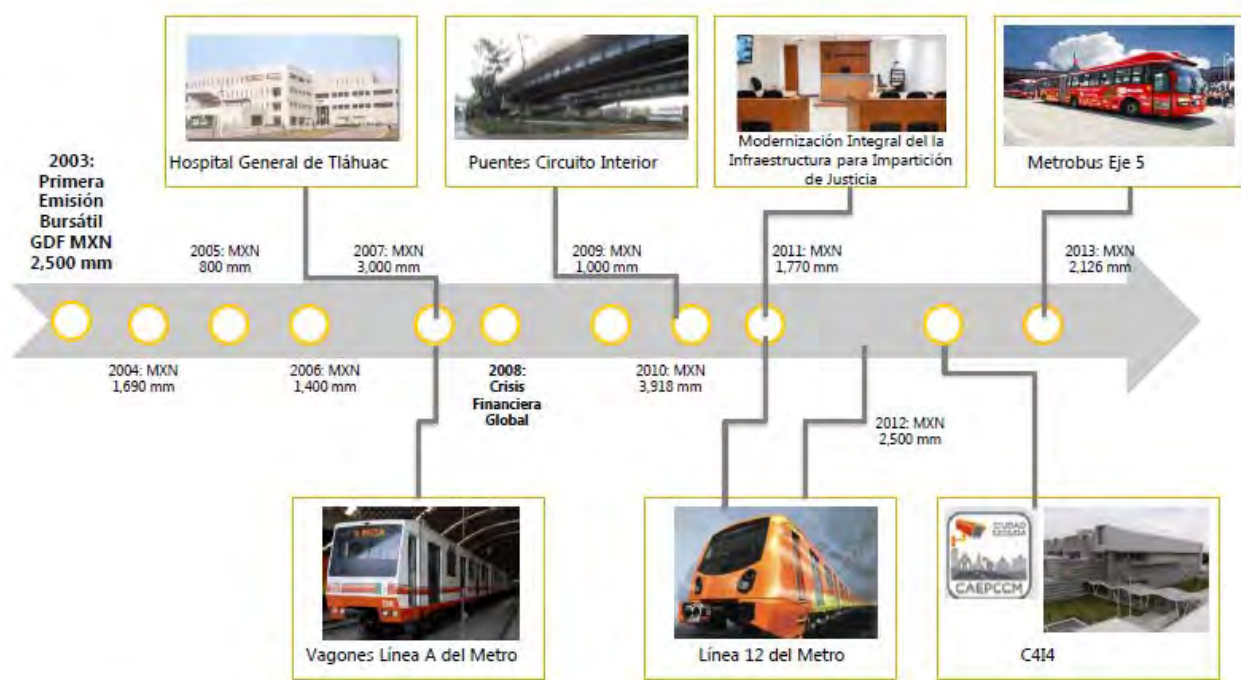 Hospital General de Tláhuac
Puentes Circuito Interior
Modernización Integral del la
Infraestructura para Impartición
de Justicia
Metrobus Eje 5
2003:
Primera
Emisión
Bursátil
GDF MXN
2,500 mm
2005: MXN
800 mm
2007: MXN
3,000 mm
2009: MXN
1,000 mm
2011: MXN
1,770 mm
2013: MXN
2,126 mm
2004: MXN
1,690 mm
2006: MXN
1,400 mm
2008:
Crisis
Financiera
Global
2010: MXN
3,918 mm
2012: MXN
2,500 mm
Vagones Línea A del Metro
Línea 12 del Metro
CIUDAD
SEGURA
CAEPCCM
C4I4